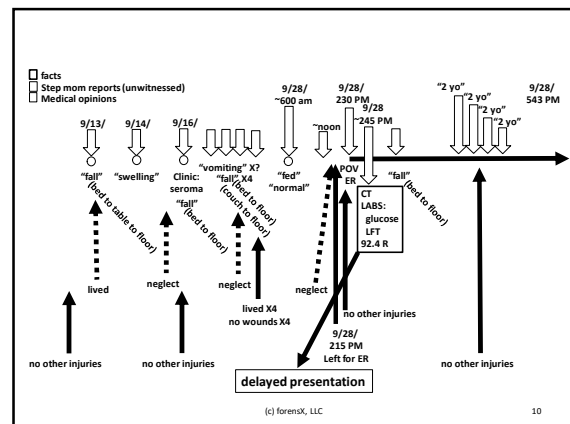 facts
Step mom reports (unwitnessed)
Medical opinions
9/13/
9/14/
9/16/
9/28/
~600 am
~noon
9/28/
230 PM
9/28
~245 PM
"2 yo"
"2 yo"
"2 yo"
"2 yo"
9/28/
543 PM
"fall"
(bed to table to floor)
"swelling"
Clinic:
seroma
"fall"
(bed to floor)
"vomiting" X?
"fall" X4
(bed to floor)
(couch to floor)
"fed"
"normal"
POV
ER
"fall"
(bed to floor)
CT
LABS:
glucose
LFT
92.4 R
lived
neglect
neglect
lived X4
no wounds X4
neglect
no other injuries
9/28/
215 PM
Left for ER
no other injuries
no other injuries
no other injuries
delayed presentation
(c) forensX, LLC
10